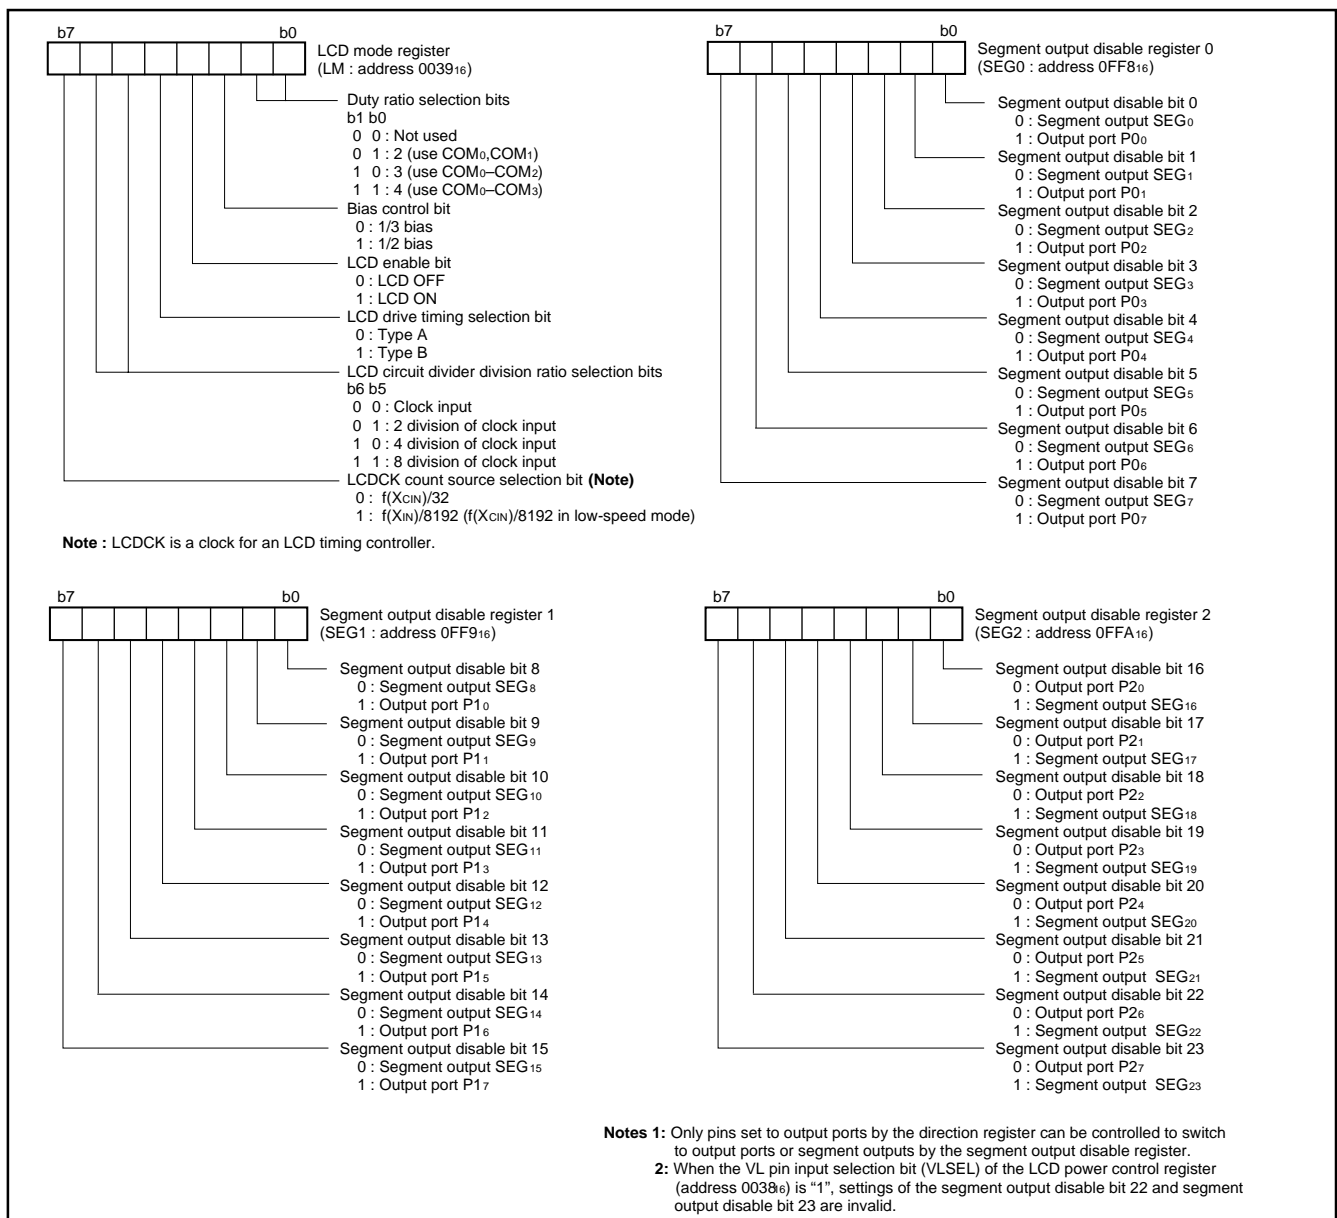 b7 b0
LCD mode register
(LM : address 0039₁₆)
Duty ratio selection bits
b1 b0
0 0 : Not used
0 1 : 2 (use COM₀,COM₁)
1 0 : 3 (use COM₀–COM₂)
1 1 : 4 (use COM₀–COM₃)
Bias control bit
0 : 1/3 bias
1 : 1/2 bias
LCD enable bit
0 : LCD OFF
1 : LCD ON
LCD drive timing selection bit
0 : Type A
1 : Type B
LCD circuit divider division ratio selection bits
b6 b5
0 0 : Clock input
0 1 : 2 division of clock input
1 0 : 4 division of clock input
1 1 : 8 division of clock input
LCDCK count source selection bit (Note)
0 : f(XCIN)/32
1 : f(XIN)/8192 (f(XCIN)/8192 in low-speed mode)
Note : LCDCK is a clock for an LCD timing controller.
b7 b0
Segment output disable register 0
(SEG0 : address 0FF8₁₆)
Segment output disable bit 0
0 : Segment output SEG₀
1 : Output port P0₀
Segment output disable bit 1
0 : Segment output SEG₁
1 : Output port P0₁
Segment output disable bit 2
0 : Segment output SEG₂
1 : Output port P0₂
Segment output disable bit 3
0 : Segment output SEG₃
1 : Output port P0₃
Segment output disable bit 4
0 : Segment output SEG₄
1 : Output port P0₄
Segment output disable bit 5
0 : Segment output SEG₅
1 : Output port P0₅
Segment output disable bit 6
0 : Segment output SEG₆
1 : Output port P0₆
Segment output disable bit 7
0 : Segment output SEG₇
1 : Output port P0₇
b7 b0
Segment output disable register 1
(SEG1 : address 0FF9₁₆)
Segment output disable bit 8
0 : Segment output SEG₈
1 : Output port P1₀
Segment output disable bit 9
0 : Segment output SEG₉
1 : Output port P1₁
Segment output disable bit 10
0 : Segment output SEG₁₀
1 : Output port P1₂
Segment output disable bit 11
0 : Segment output SEG₁₁
1 : Output port P1₃
Segment output disable bit 12
0 : Segment output SEG₁₂
1 : Output port P1₄
Segment output disable bit 13
0 : Segment output SEG₁₃
1 : Output port P1₅
Segment output disable bit 14
0 : Segment output SEG₁₄
1 : Output port P1₆
Segment output disable bit 15
0 : Segment output SEG₁₅
1 : Output port P1₇
b7 b0
Segment output disable register 2
(SEG2 : address 0FFA₁₆)
Segment output disable bit 16
0 : Output port P2₀
1 : Segment output SEG₁₆
Segment output disable bit 17
0 : Output port P2₁
1 : Segment output SEG₁₇
Segment output disable bit 18
0 : Output port P2₂
1 : Segment output SEG₁₈
Segment output disable bit 19
0 : Output port P2₃
1 : Segment output SEG₁₉
Segment output disable bit 20
0 : Output port P2₄
1 : Segment output SEG₂₀
Segment output disable bit 21
0 : Output port P2₅
1 : Segment output SEG₂₁
Segment output disable bit 22
0 : Output port P2₆
1 : Segment output SEG₂₂
Segment output disable bit 23
0 : Output port P2₇
1 : Segment output SEG₂₃
Notes 1: Only pins set to output ports by the direction register can be controlled to switch
to output ports or segment outputs by the segment output disable register.
2: When the VL pin input selection bit (VLSEL) of the LCD power control register
(address 0038₁₆) is “1”, settings of the segment output disable bit 22 and segment
output disable bit 23 are invalid.